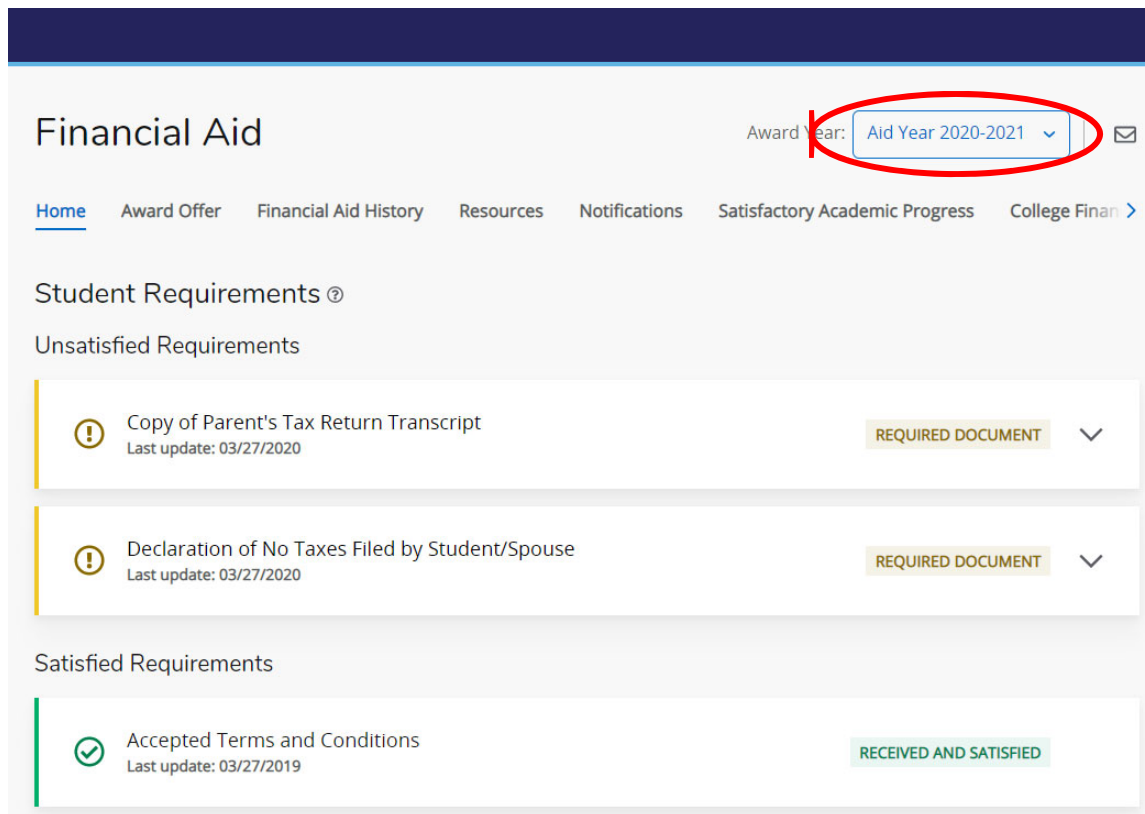 Financial Aid
Award Year: Aid Year 2020-2021
Home Award Offer Financial Aid History Resources Notifications Satisfactory Academic Progress College Finan
Student Requirements
Unsatisfied Requirements
Copy of Parent's Tax Return Transcript
Last update: 03/27/2020
REQUIRED DOCUMENT
Declaration of No Taxes Filed by Student/Spouse
Last update: 03/27/2020
REQUIRED DOCUMENT
Satisfied Requirements
Accepted Terms and Conditions
Last update: 03/27/2019
RECEIVED AND SATISFIED